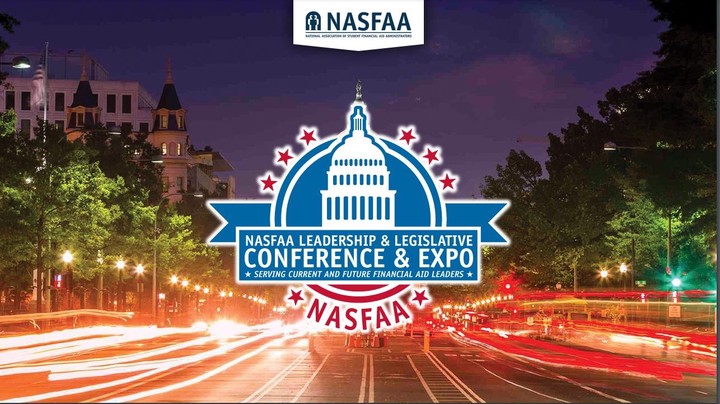 NASFAA
NATIONAL ASSOCIATION OF STUDENT FINANCIAL AID ADMINISTRATORS
NASFAA LEADERSHIP & LEGISLATIVE
CONFERENCE & EXPO
SERVING CURRENT AND FUTURE FINANCIAL AID LEADERS
NASFAA